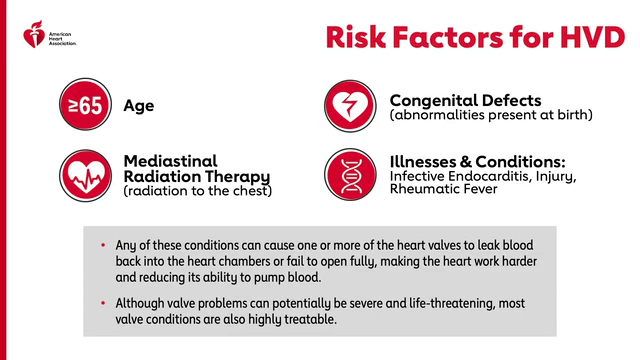 American
Heart
Association.
Risk Factors for HVD
≥65
Age
Congenital Defects
(abnormalities present at birth)
Mediastinal
Radiation Therapy
(radiation to the chest)
Illnesses & Conditions:
Infective Endocarditis, Injury,
Rheumatic Fever
• Any of these conditions can cause one or more of the heart valves to leak blood
back into the heart chambers or fail to open fully, making the heart work harder
and reducing its ability to pump blood.
• Although valve problems can potentially be severe and life-threatening, most
valve conditions are also highly treatable.